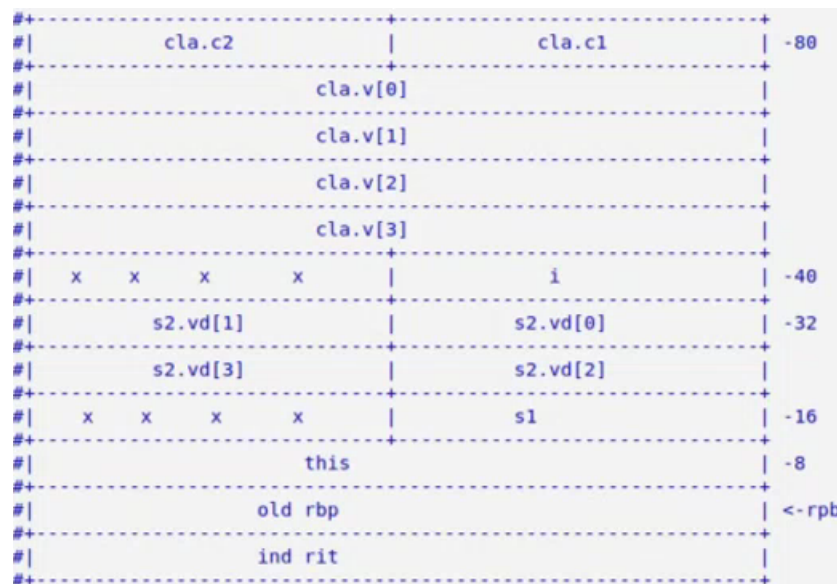 #+----------------------------+-----------------------------+
#| cla.c2 | cla.c1 | -80
#+----------------------------+-----------------------------+
#| cla.v[0] |
#+----------------------------------------------------------+
#| cla.v[1] |
#+----------------------------------------------------------+
#| cla.v[2] |
#+----------------------------------------------------------+
#| cla.v[3] |
#+----------------------------+-----------------------------+
#| x x x x | i | -40
#+----------------------------+-----------------------------+
#| s2.vd[1] | s2.vd[0] | -32
#+----------------------------+-----------------------------+
#| s2.vd[3] | s2.vd[2] |
#+----------------------------+-----------------------------+
#| x x x x | s1 | -16
#+----------------------------+-----------------------------+
#| this | -8
#+----------------------------------------------------------+
#| old rbp | <-rpb
#+----------------------------------------------------------+
#| ind rit |
#+----------------------------------------------------------+